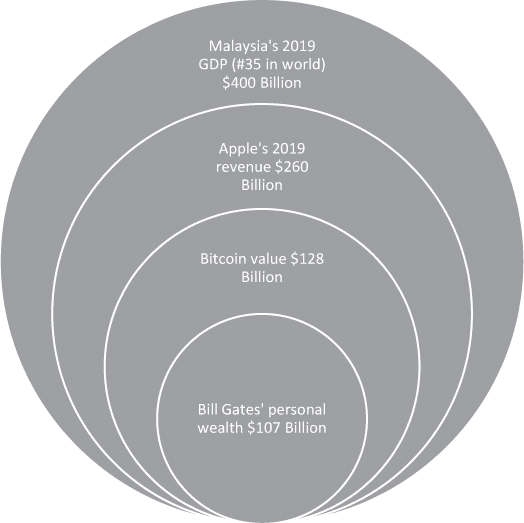 Malaysia's 2019
GDP (#35 in world)
$400 Billion
Apple's 2019
revenue $260
Billion
Bitcoin value $128
Billion
Bill Gates' personal
wealth $107 Billion